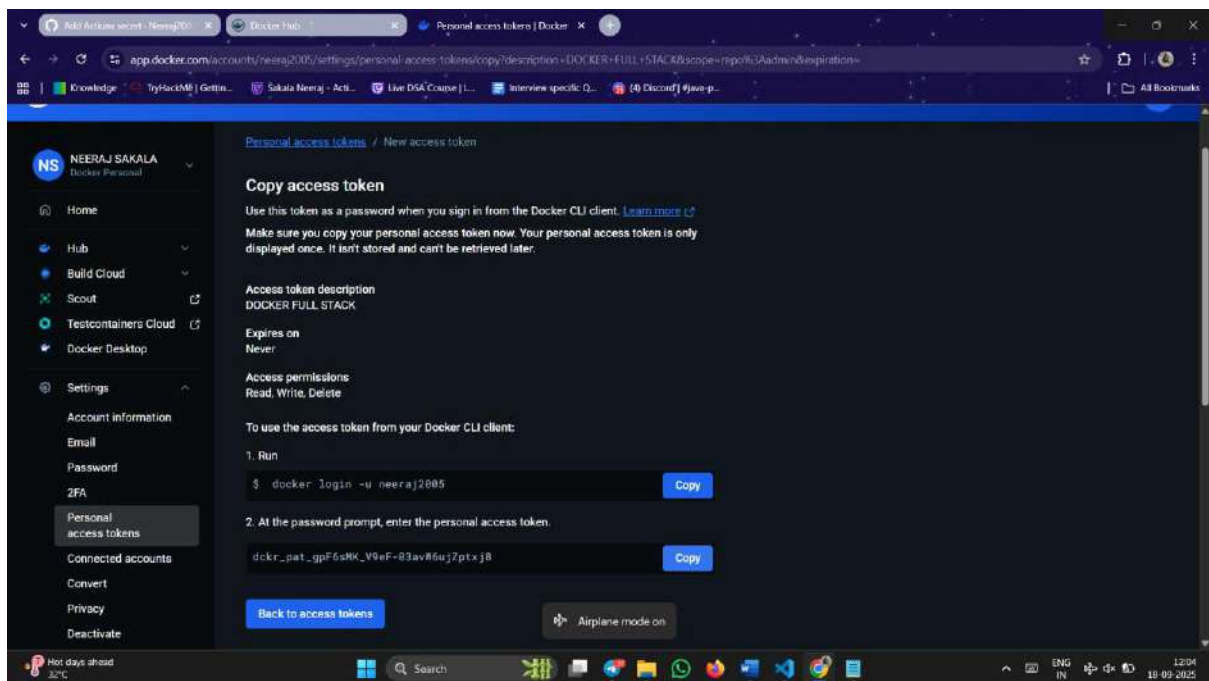 Add Actions secret · Neeraj200
Docker Hub
Personal access tokens | Docker
app.docker.com/accounts/neeraj2005/settings/personal-access-tokens/copy?description=DOCKER+FULL+STACK&scope=repo%3Aadmin&expiration=
Knowledge
TryHackMe | Gettin...
Sakala Neeraj - Acti...
Live DSA Course | L...
Interview specific Q...
(4) Discord | #java-p...
All Bookmarks
NS
NEERAJ SAKALA
Docker Personal
Home
Hub
Build Cloud
Scout
Testcontainers Cloud
Docker Desktop
Settings
Account information
Email
Password
2FA
Personal
access tokens
Connected accounts
Convert
Privacy
Deactivate
Personal access tokens / New access token
Copy access token
Use this token as a password when you sign in from the Docker CLI client. Learn more
Make sure you copy your personal access token now. Your personal access token is only
displayed once. It isn't stored and can't be retrieved later.
Access token description
DOCKER FULL STACK
Expires on
Never
Access permissions
Read, Write, Delete
To use the access token from your Docker CLI client:
1. Run
$ docker login -u neeraj2005
Copy
2. At the password prompt, enter the personal access token.
Copy
Back to access tokens
Airplane mode on
Hot days ahead
32°C
Search
ENG
IN
12:04
18-09-2025